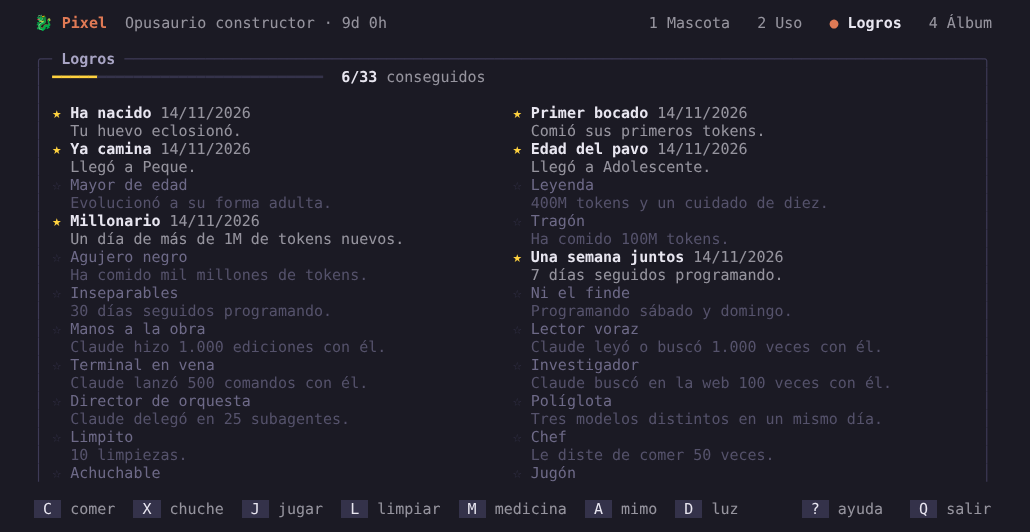 Pixel Opusaurio constructor · 9d 0h 1 Mascota 2 Uso ● Logros 4 Álbum
Logros
6/33 conseguidos
★ Ha nacido 14/11/2026 ★ Primer bocado 14/11/2026
Tu huevo eclosionó. Comió sus primeros tokens.
★ Ya camina 14/11/2026 ★ Edad del pavo 14/11/2026
Llegó a Peque. Llegó a Adolescente.
☆ Mayor de edad ☆ Leyenda
Evolucionó a su forma adulta. 400M tokens y un cuidado de diez.
★ Millonario 14/11/2026 ☆ Tragón
Un día de más de 1M de tokens nuevos. Ha comido 100M tokens.
☆ Agujero negro ★ Una semana juntos 14/11/2026
Ha comido mil millones de tokens. 7 días seguidos programando.
☆ Inseparables ☆ Ni el finde
30 días seguidos programando. Programando sábado y domingo.
☆ Manos a la obra ☆ Lector voraz
Claude hizo 1.000 ediciones con él. Claude leyó o buscó 1.000 veces con él.
☆ Terminal en vena ☆ Investigador
Claude lanzó 500 comandos con él. Claude buscó en la web 100 veces con él.
☆ Director de orquesta ☆ Políglota
Claude delegó en 25 subagentes. Tres modelos distintos en un mismo día.
☆ Limpito ☆ Chef
10 limpiezas. Le diste de comer 50 veces.
☆ Achuchable ☆ Jugón
C comer X chuche J jugar L limpiar M medicina A mimo D luz ? ayuda Q salir